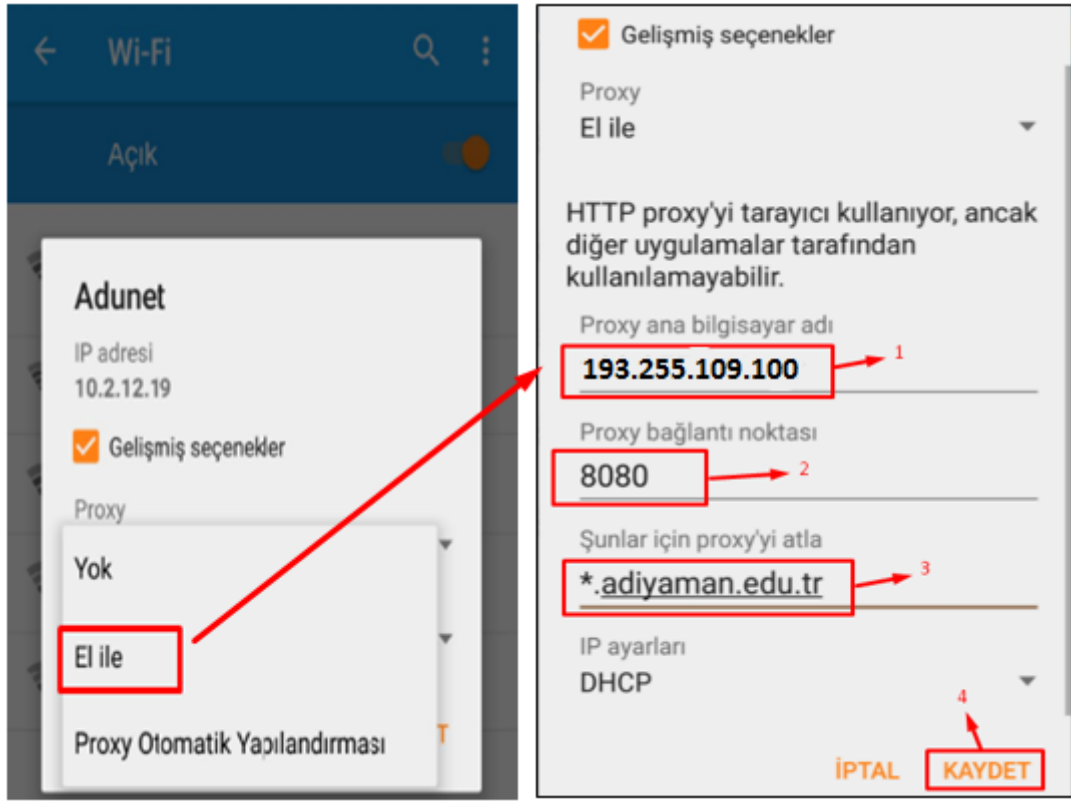 Wi-Fi
Açık
Adunet
IP adresi
10.2.12.19
Gelişmiş seçenekler
Proxy
Yok
El ile
Proxy Otomatik Yapılandırması
T
Gelişmiş seçenekler
Proxy
El ile
HTTP proxy'yi tarayıcı kullanıyor, ancak
diğer uygulamalar tarafından
kullanılamayabilir.
Proxy ana bilgisayar adı
193.255.109.100
1
Proxy bağlantı noktası
8080
2
Şunlar için proxy'yi atla
*.adiyaman.edu.tr
3
IP ayarları
DHCP
4
İPTAL KAYDET